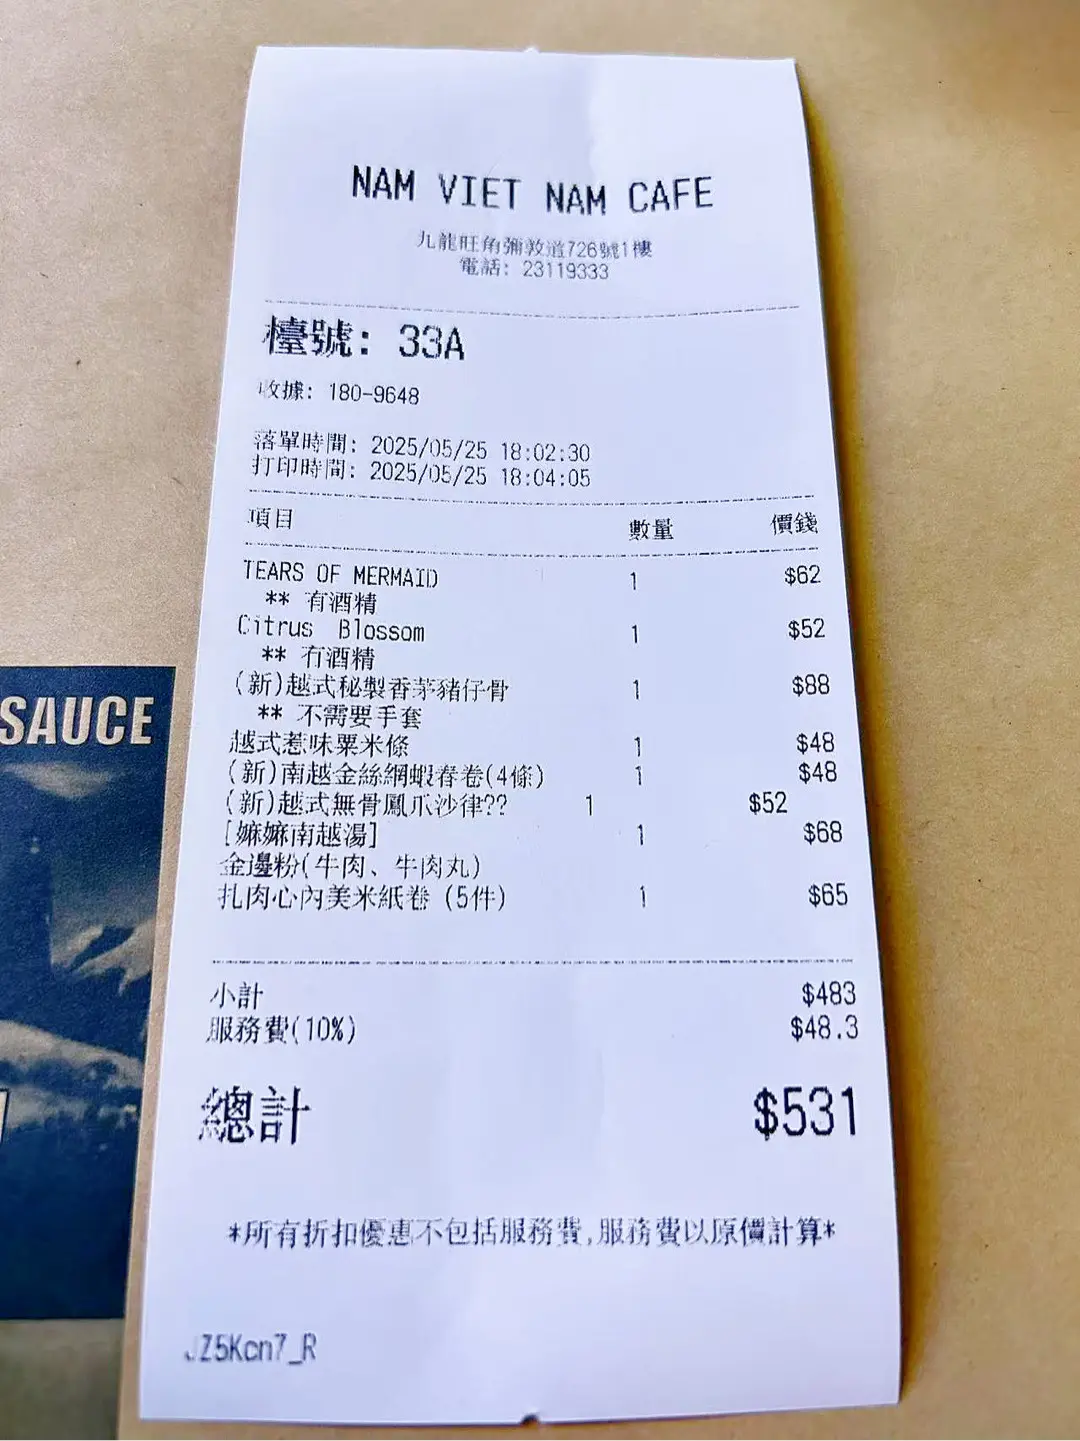 NAM VIET NAM CAFE
九龍旺角彌敦道726號1樓
電話: 23119333
檯號: 33A
收據: 180-9648
落單時間: 2025/05/25 18:02:30
打印時間: 2025/05/25 18:04:05
項目 數量 價錢
TEARS OF MERMAID 1 $62
** 有酒精
Citrus Blossom 1 $52
** 有酒精
(新)越式秘製香茅豬仔骨 1 $88
** 不需要手套
越式惹味粟米條 1 $48
(新)南越金絲網蝦春卷(4條) 1 $48
(新)越式無骨鳳爪沙律?? 1 $52
[嫲嫲南越湯] 1 $68
金邊粉(牛肉、牛肉丸)
扎肉心內美米紙卷 (5件) 1 $65
小計 $483
服務費(10%) $48.3
總計 $531
*所有折扣優惠不包括服務費,服務費以原價計算*
JZ5Kcn7_R
SAUCE